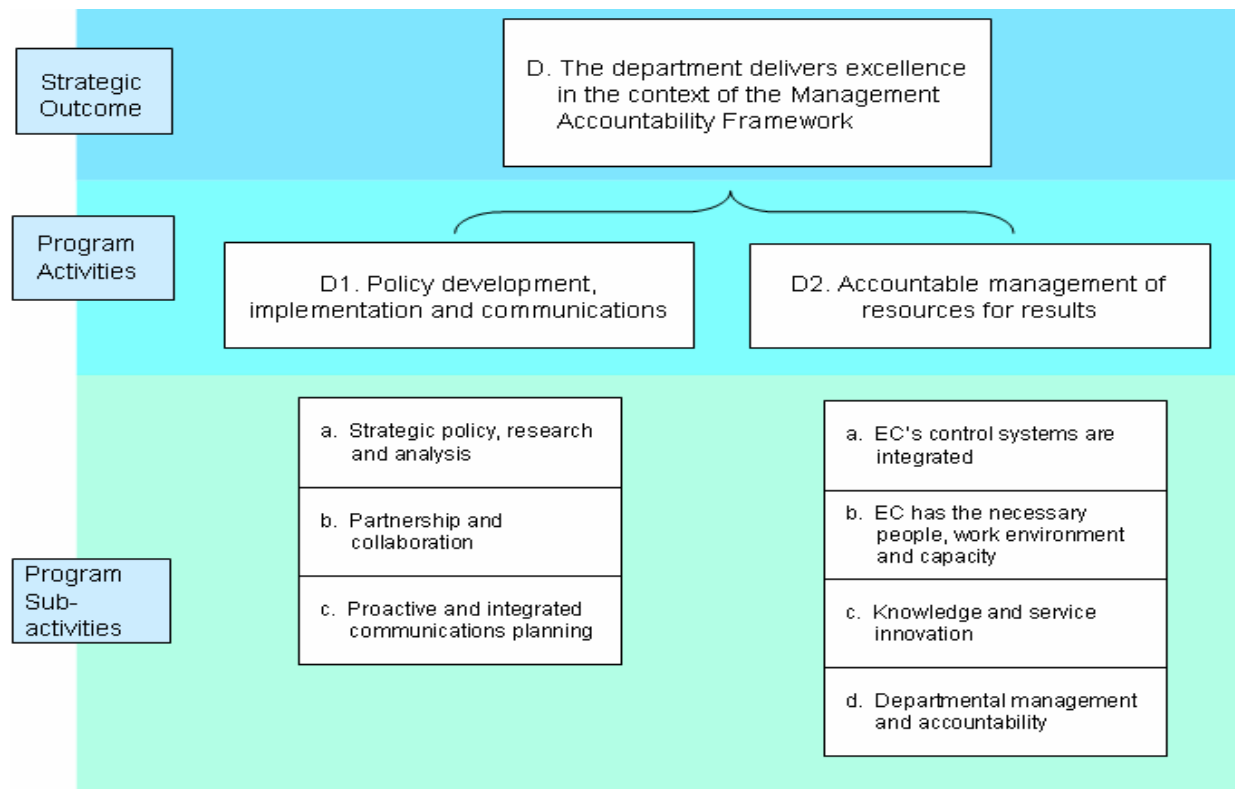 Strategic
Outcome
D. The department delivers excellence
in the context of the Management
Accountability Framework
Program
Activities
D1. Policy development,
implementation and communications
D2. Accountable management of
resources for results
Program
Sub-
activities
a. Strategic policy, research
and analysis
b. Partnership and
collaboration
c. Proactive and integrated
communications planning
a. EC's control systems are
integrated
b. EC has the necessary
people, work environment
and capacity
c. Knowledge and service
innovation
d. Departmental management
and accountability